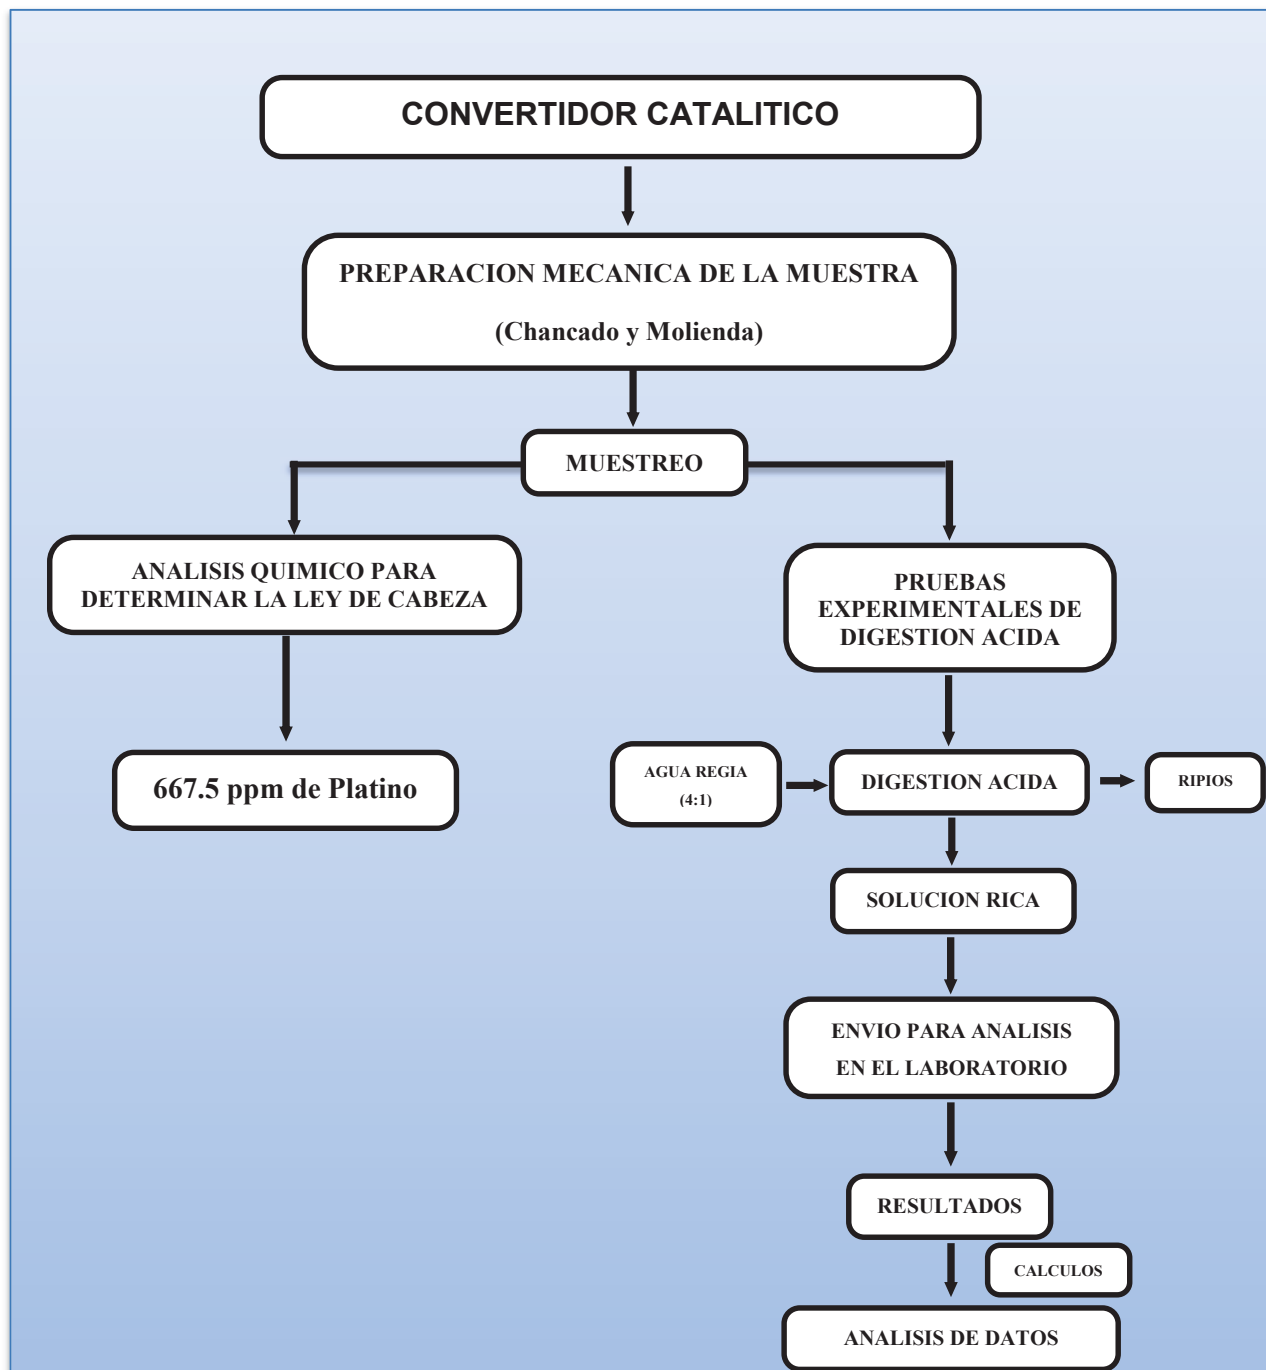 CONVERTIDOR CATALITICO
PREPARACION MECANICA DE LA MUESTRA
(Chancado y Molienda)
MUESTREO
ANALISIS QUIMICO PARA
DETERMINAR LA LEY DE CABEZA
667.5 ppm de Platino
PRUEBAS
EXPERIMENTALES DE
DIGESTION ACIDA
AGUA REGIA
(4:1)
DIGESTION ACIDA
RIPIOS
SOLUCION RICA
ENVIO PARA ANALISIS
EN EL LABORATORIO
RESULTADOS
CALCULOS
ANALISIS DE DATOS